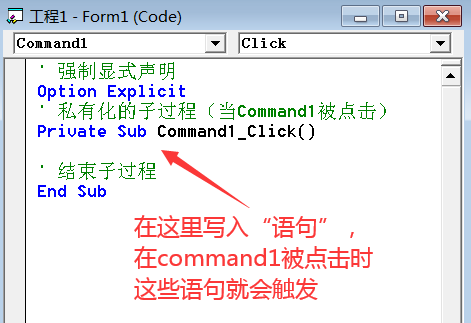 工程1 - Form1 (Code)
Command1 Click
' 强制显式声明
Option Explicit
' 私有化的子过程（当Command1被点击）
Private Sub Command1_Click()
' 结束子过程
End Sub
在这里写入“语句”，
在command1被点击时
这些语句就会触发